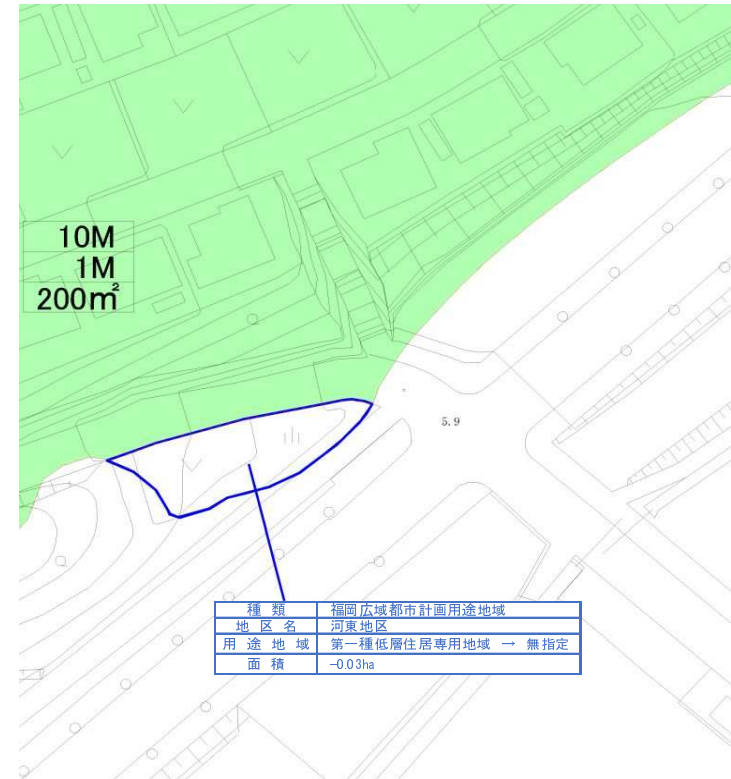 10M
1M
200㎡
5.9
種 類 福岡広域都市計画用途地域
地 区 名 河東地区
用 途 地 域 第一種低層住居専用地域 → 無指定
面 積 -0.03ha